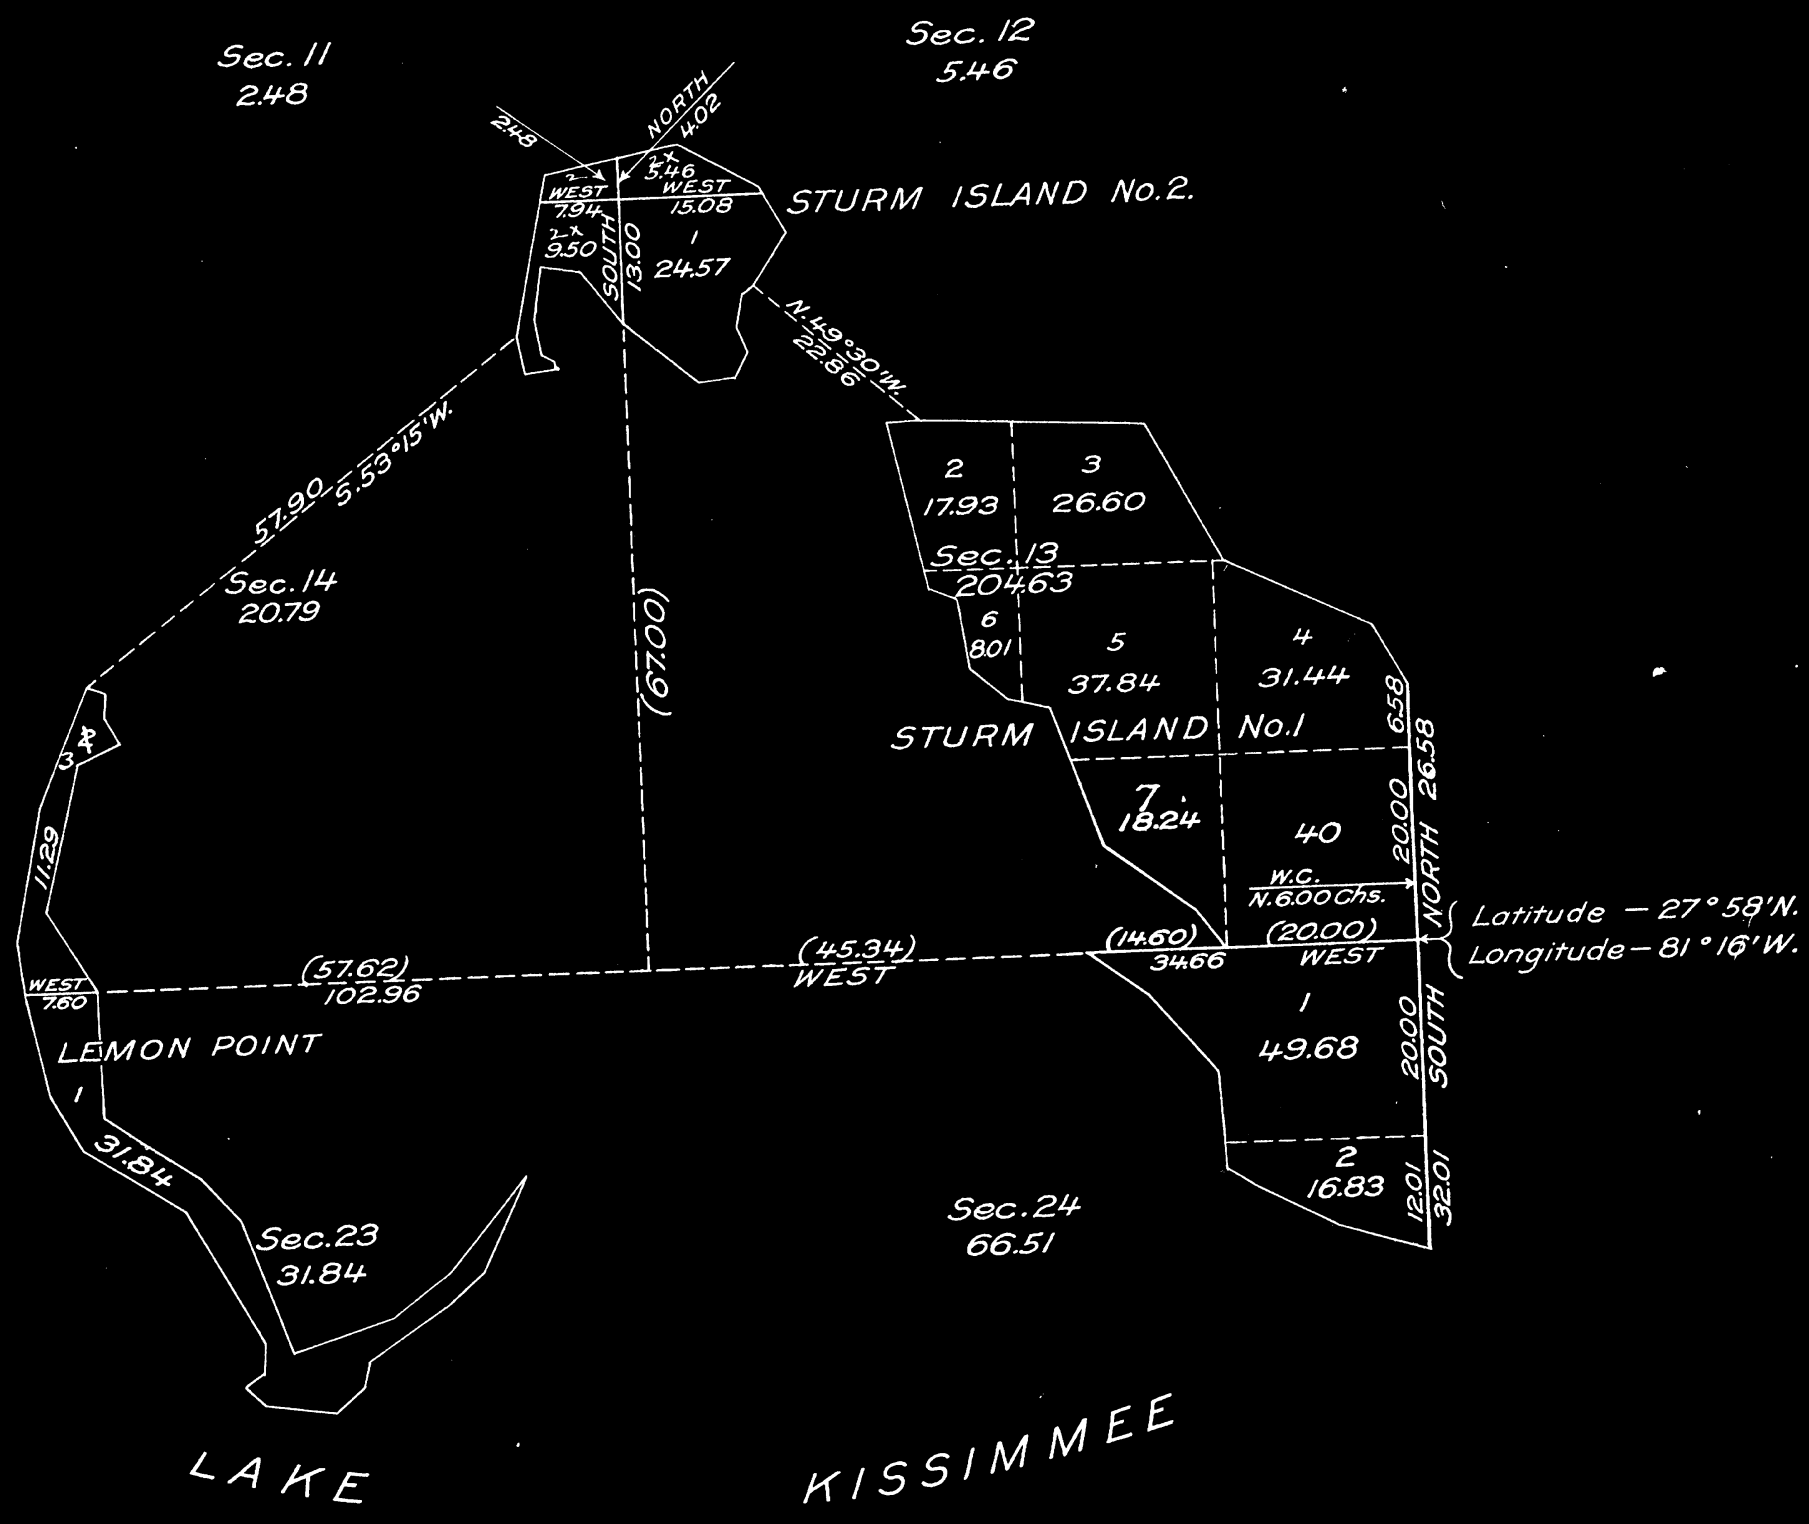 Sec. 11
2.48
Sec. 12
5.46
2.48
NORTH
4.02
2
2x
5.46
WEST
7.94
WEST
15.08
STURM ISLAND No. 2.
2x
9.50
SOUTH
13.00
1
24.57
N. 49° 30' W.
22.86
57.90
S. 53° 15' W.
2
17.93
3
26.60
Sec. 13
204.63
Sec. 14
20.79
(67.00)
6
8.01
5
37.84
4
31.44
6.58
STURM ISLAND No. 1
NORTH 26.58
3
11.29
7
18.24
40
20.00
W.C.
N. 6.00 Chs.
Latitude — 27° 58' N.
Longitude — 81° 16' W.
(57.62)
102.96
(45.34)
WEST
(14.60)
34.66
(20.00)
WEST
WEST
7.60
LEMON POINT
1
31.84
1
49.68
20.00
SOUTH
2
16.83
12.01
32.01
Sec. 23
31.84
Sec. 24
66.51
LAKE KISSIMMEE